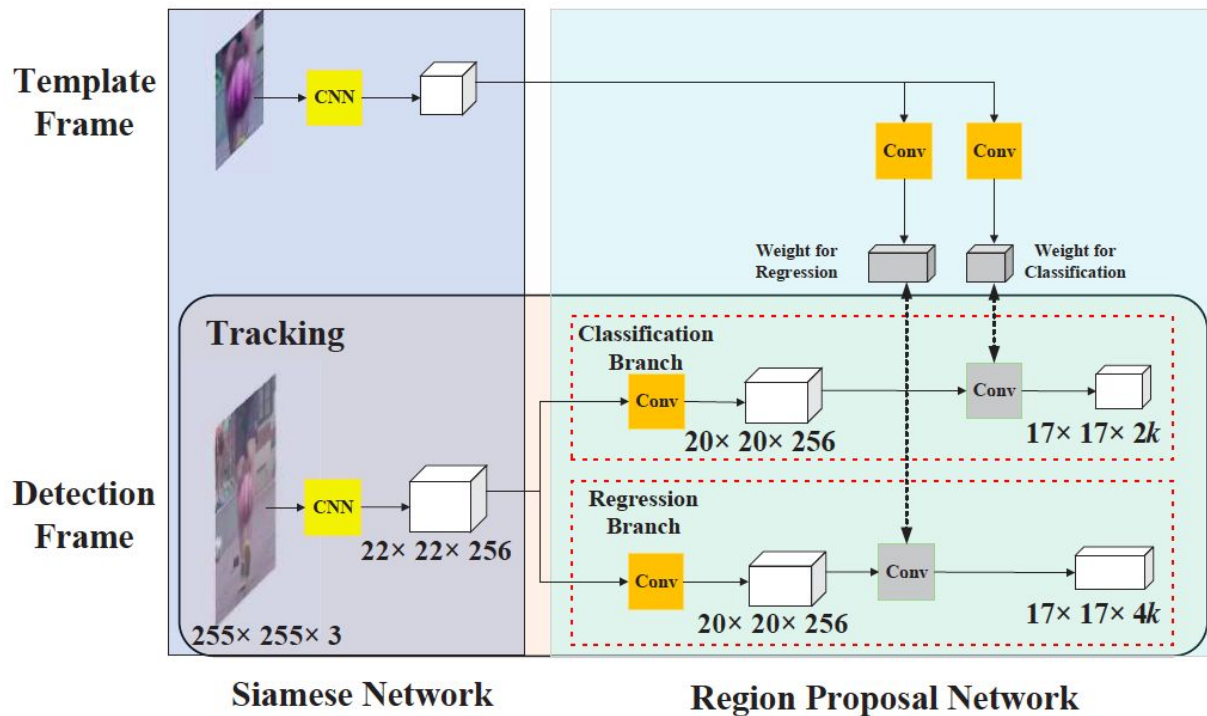 Template
Frame
CNN
Conv
Conv
Weight for
Regression
Weight for
Classification
Tracking
Classification
Branch
Conv
20× 20× 256
Conv
17× 17× 2k
Detection
Frame
CNN
22× 22× 256
255× 255× 3
Regression
Branch
Conv
20× 20× 256
Conv
17× 17× 4k
Siamese Network
Region Proposal Network